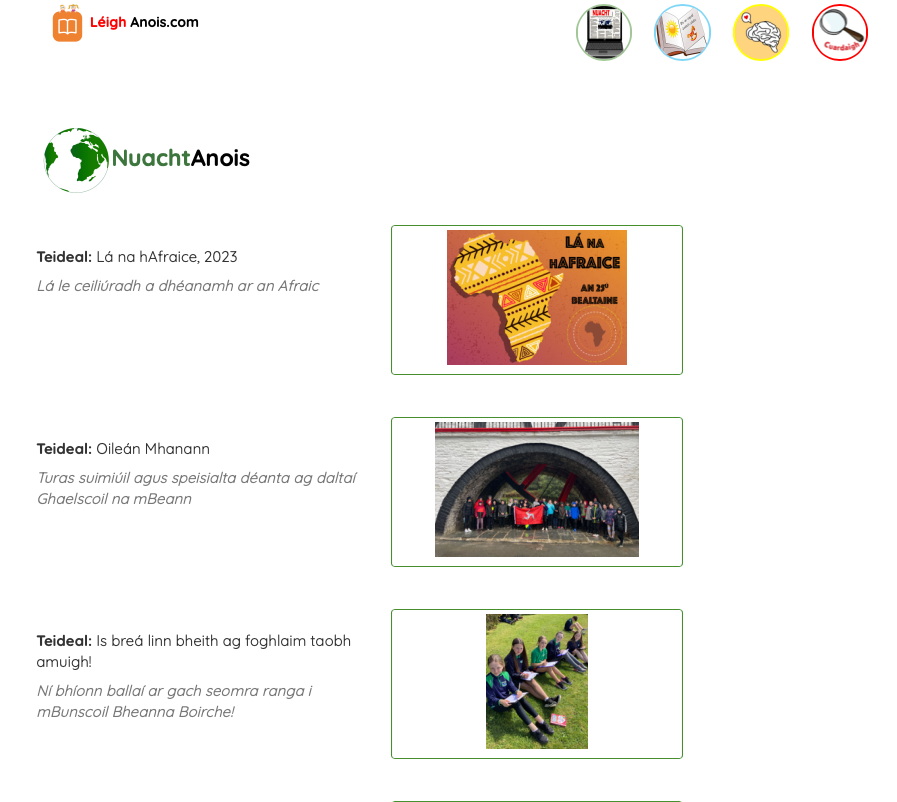 Léigh Anois.com
NUACHT
Cuardaigh
NuachtAnois
Teideal: Lá na hAfraice, 2023
Lá le ceiliúradh a dhéanamh ar an Afraic
LÁ NA
hAFRAICE
AN 25Ú
BEALTAINE
Teideal: Oileán Mhanann
Turas suimiúil agus speisialta déanta ag daltaí
Ghaelscoil na mBeann
Teideal: Is breá linn bheith ag foghlaim taobh
amuigh!
Ní bhíonn ballaí ar gach seomra ranga i
mBunscoil Bheanna Boirche!